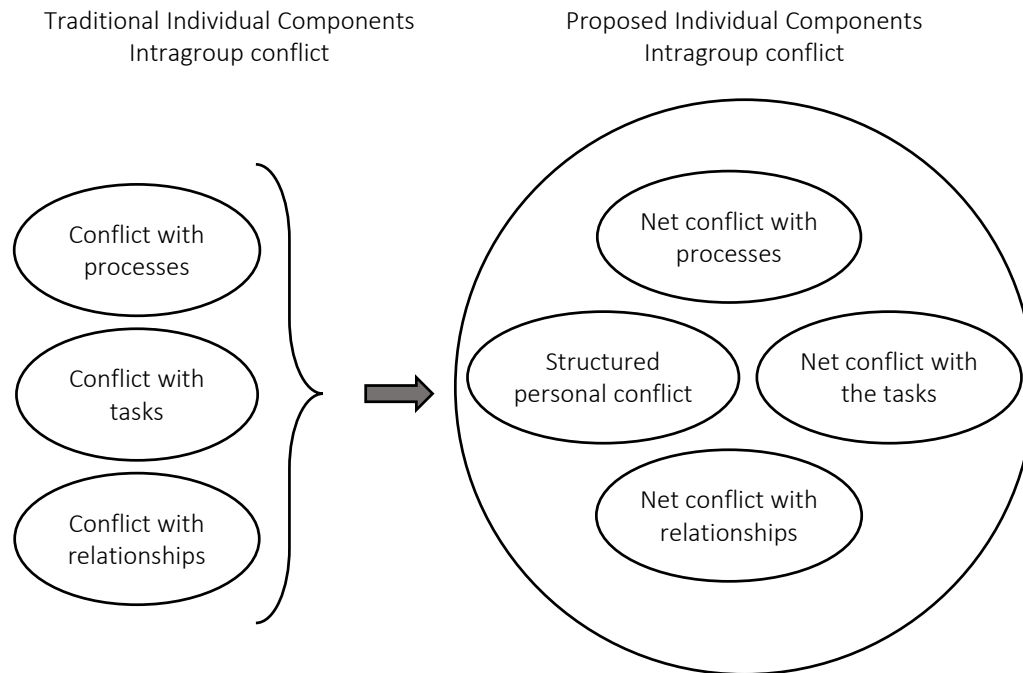 Traditional Individual Components
Intragroup conflict
Conflict with
processes
Conflict with
tasks
Conflict with
relationships
Proposed Individual Components
Intragroup conflict
Net conflict with
processes
Structured
personal conflict
Net conflict with
the tasks
Net conflict with
relationships